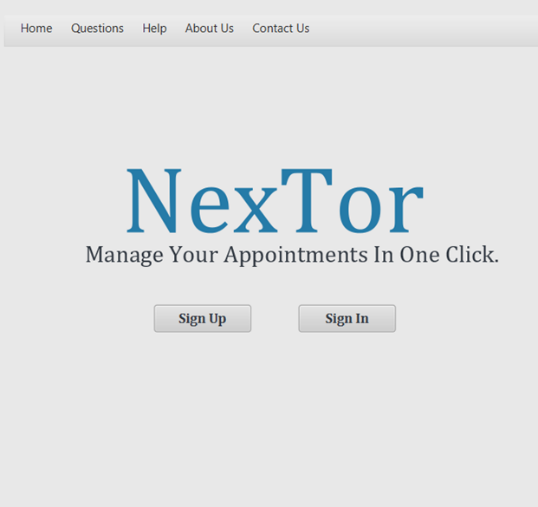 Home Questions Help About Us Contact Us
NexTor
Manage Your Appointments In One Click.
Sign Up Sign In